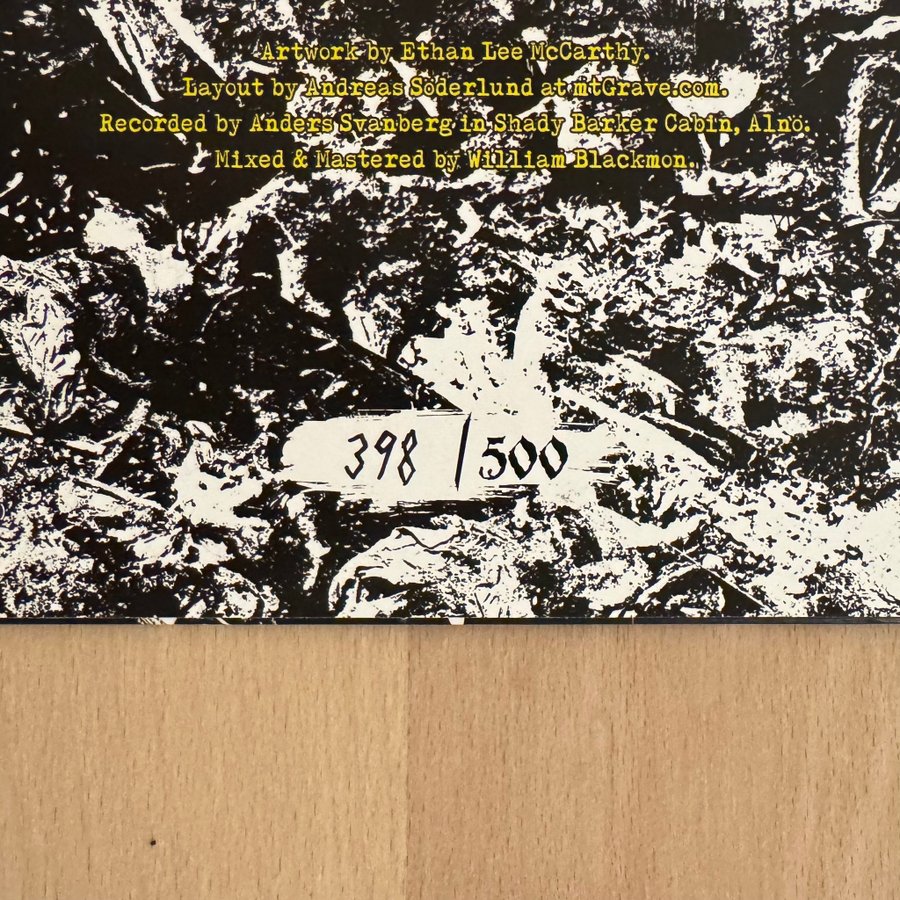 Artwork by Ethan Lee McCarthy.
Layout by Andreas Söderlund at mtGrave.com.
Recorded by Anders Svanberg in Shady Barker Cabin, Alnö.
Mixed & Mastered by William Blackmon.
398 / 500